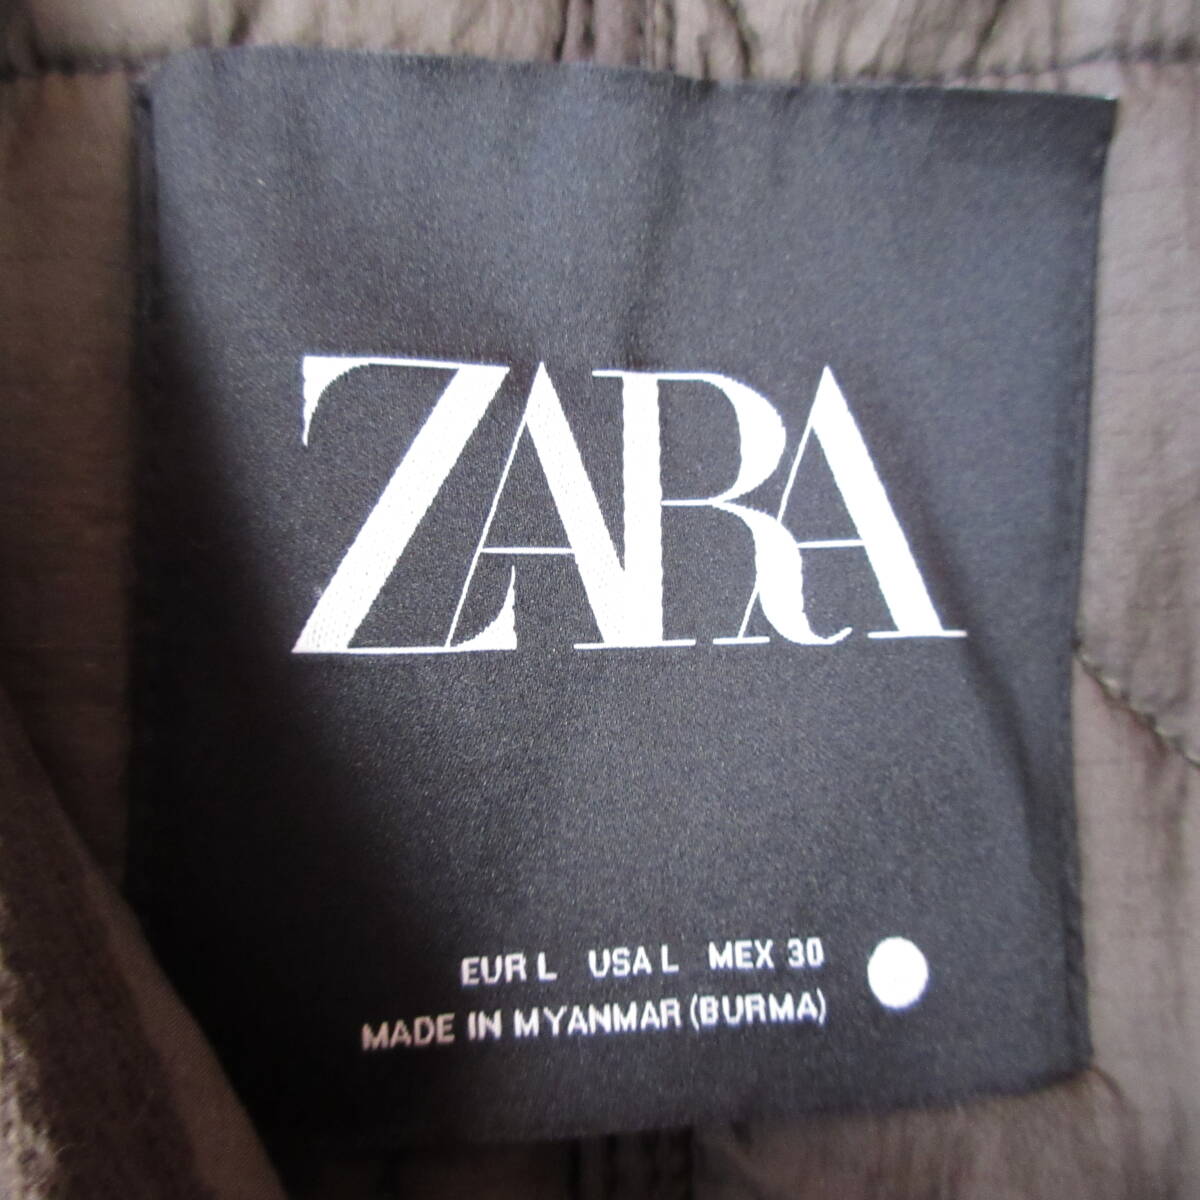 ZARA
EUR L USA L MEX 30
MADE IN MYANMAR (BURMA)